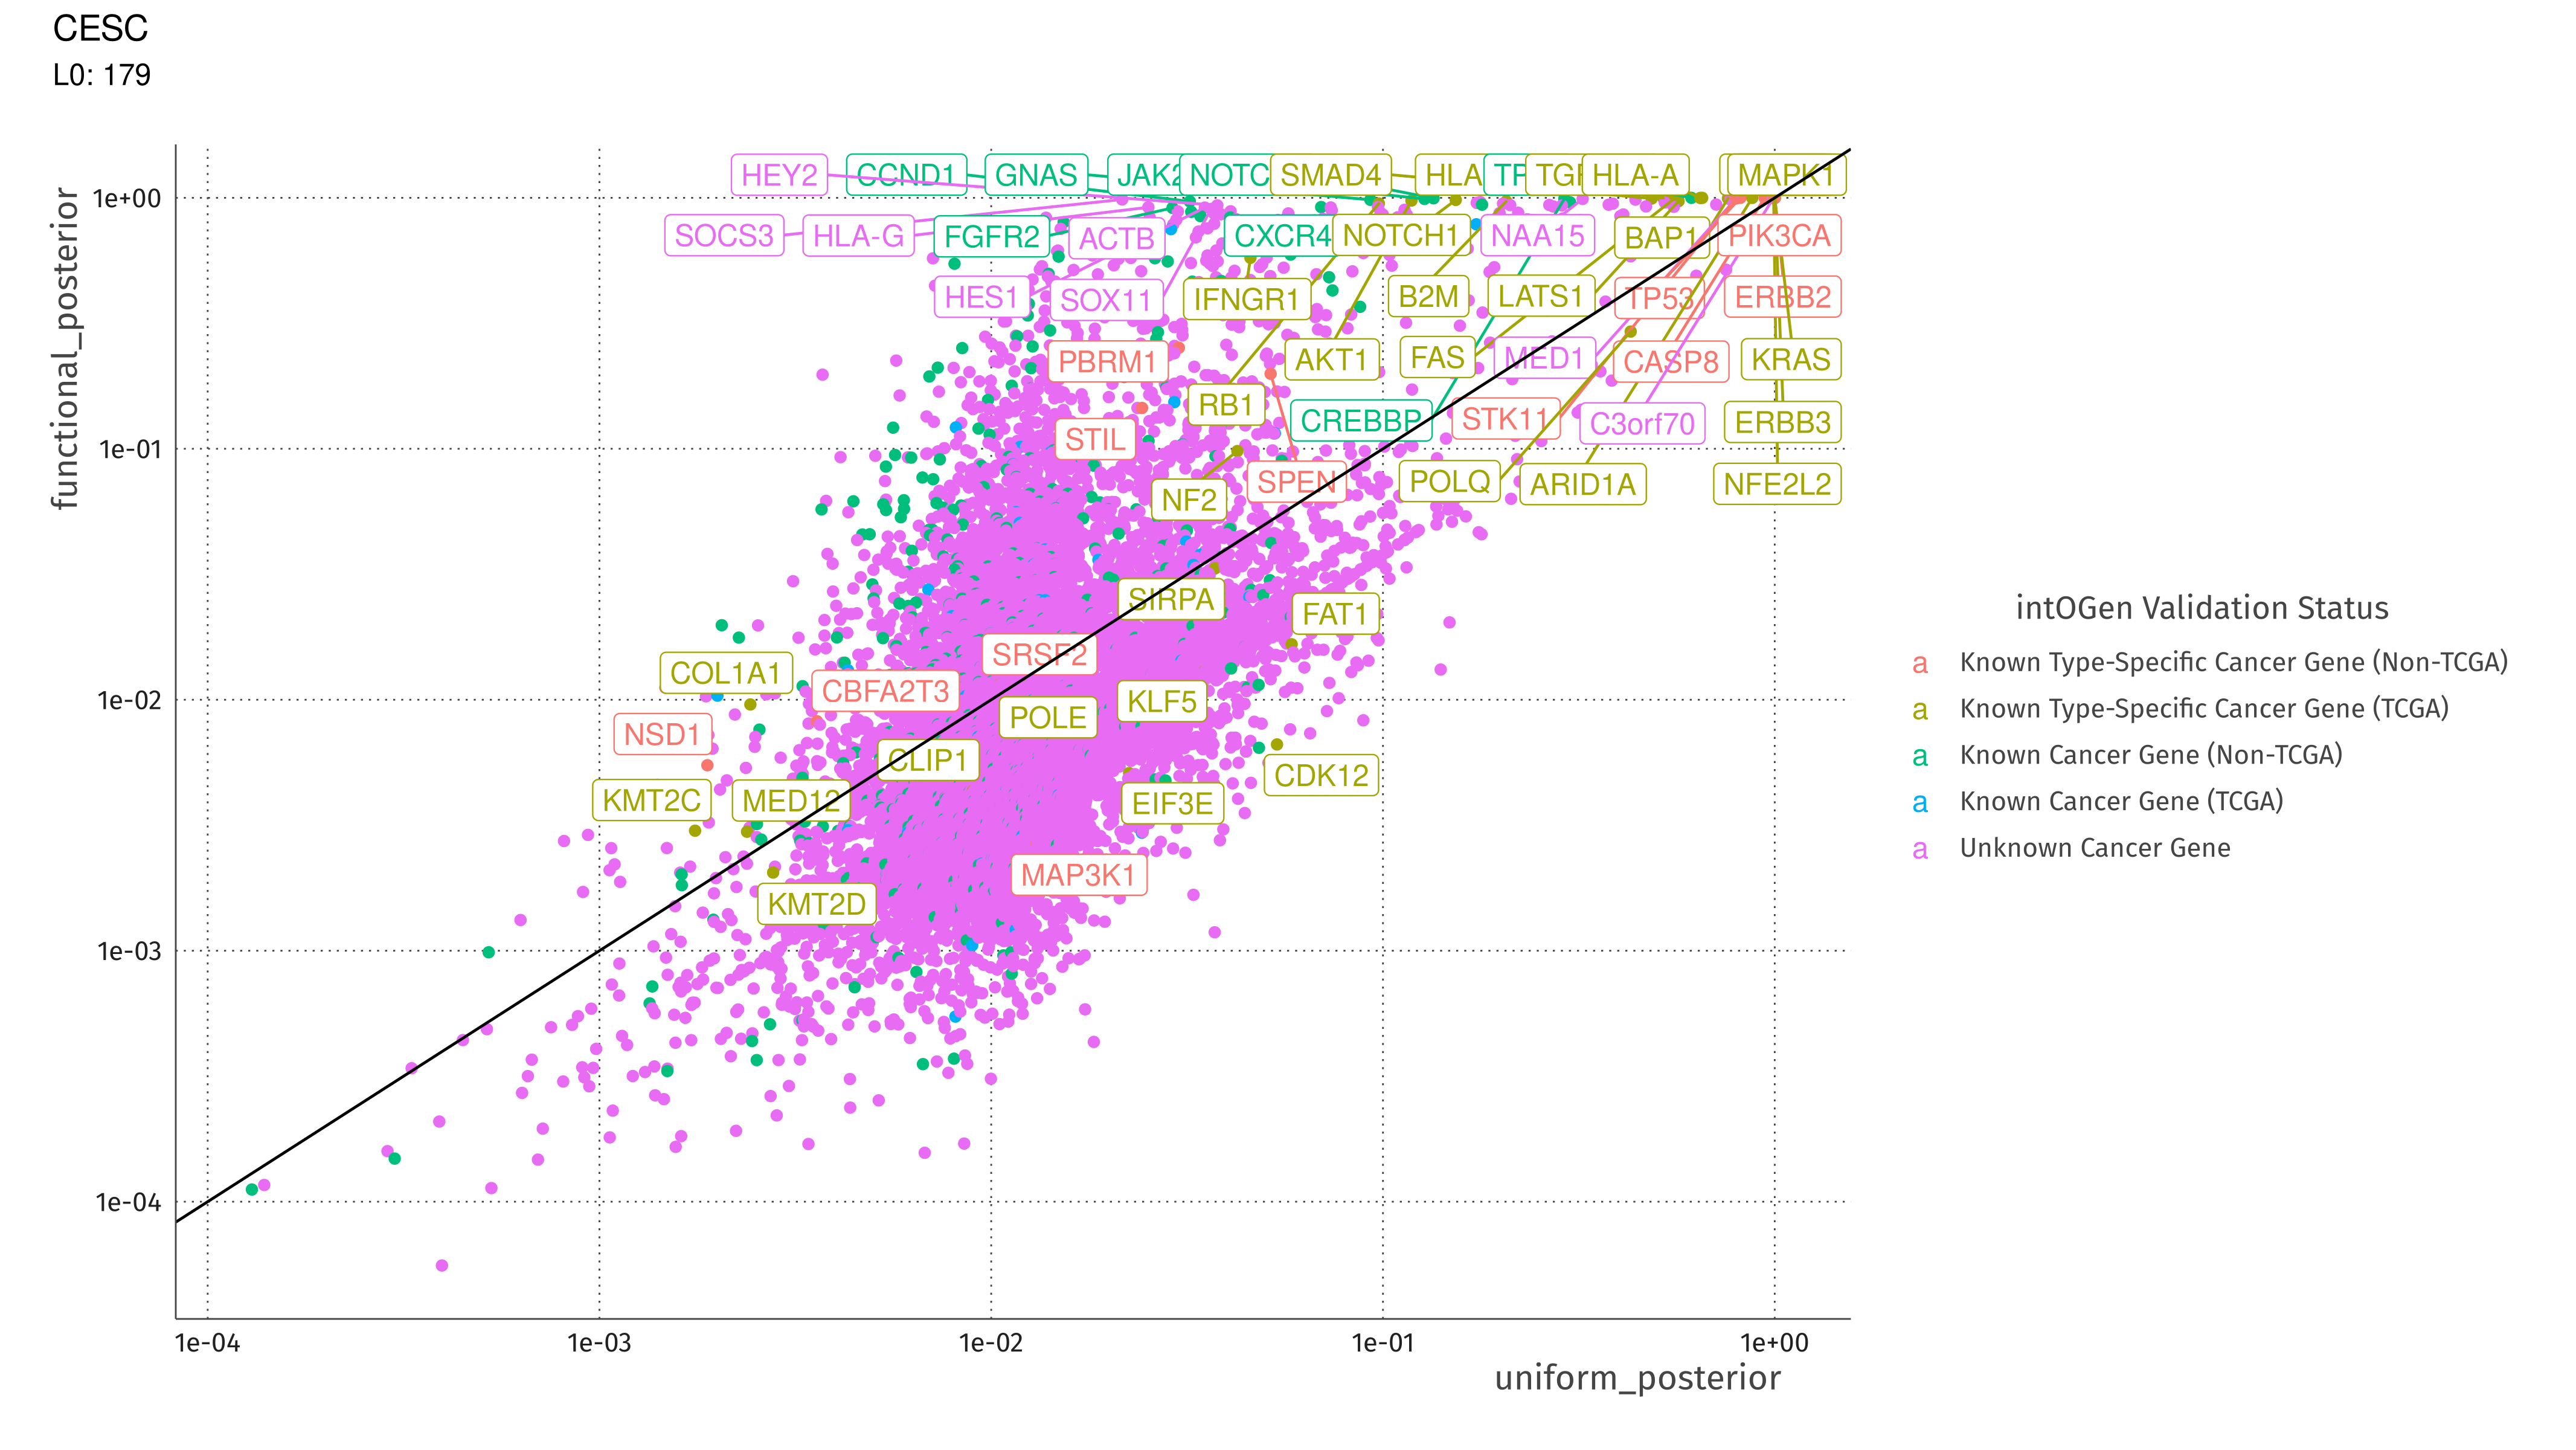 CESC
L0: 179
functional_posterior
1e+00
1e-01
1e-02
1e-03
1e-04
HEY2 CCND1 GNAS SMAD4 HLA-A MAPK1
SOCS3 HLA-G FGFR2 ACTB CXCR4 NOTCH1 NAA15 BAP1 PIK3CA
HES1 SOX11 IFNGR1 B2M LATS1 TP53 ERBB2
PBRM1 AKT1 FAS MED1 CASP8 KRAS
RB1 CREBBP STK11 C3orf70 ERBB3
STIL
NF2 SPEN POLQ ARID1A NFE2L2
SIRPA FAT1
SRSF2
COL1A1 CBFA2T3 KLF5
NSD1 POLE
CLIP1 CDK12
KMT2C MED12 EIF3E
MAP3K1
KMT2D
1e-04 1e-03 1e-02 1e-01 1e+00
uniform_posterior
intOGen Validation Status
a Known Type-Specific Cancer Gene (Non-TCGA)
a Known Type-Specific Cancer Gene (TCGA)
a Known Cancer Gene (Non-TCGA)
a Known Cancer Gene (TCGA)
a Unknown Cancer Gene